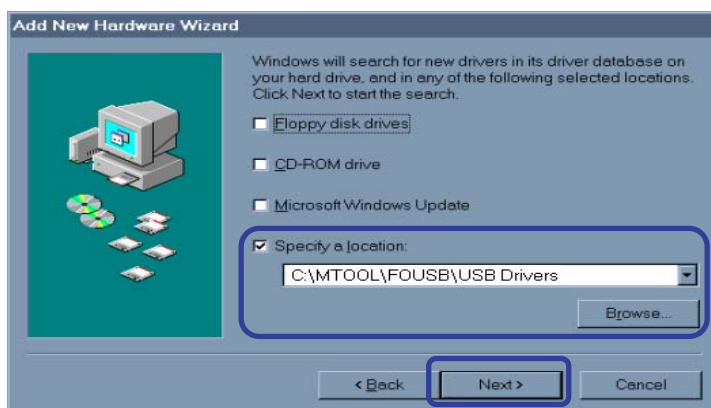 Add New Hardware Wizard
Windows will search for new drivers in its driver database on
your hard drive, and in any of the following selected locations.
Click Next to start the search.
Floppy disk drives
CD-ROM drive
Microsoft Windows Update
Specify a location:
C:\MTOOL\FOUSB\USB Drivers
Browse...
< Back
Next >
Cancel